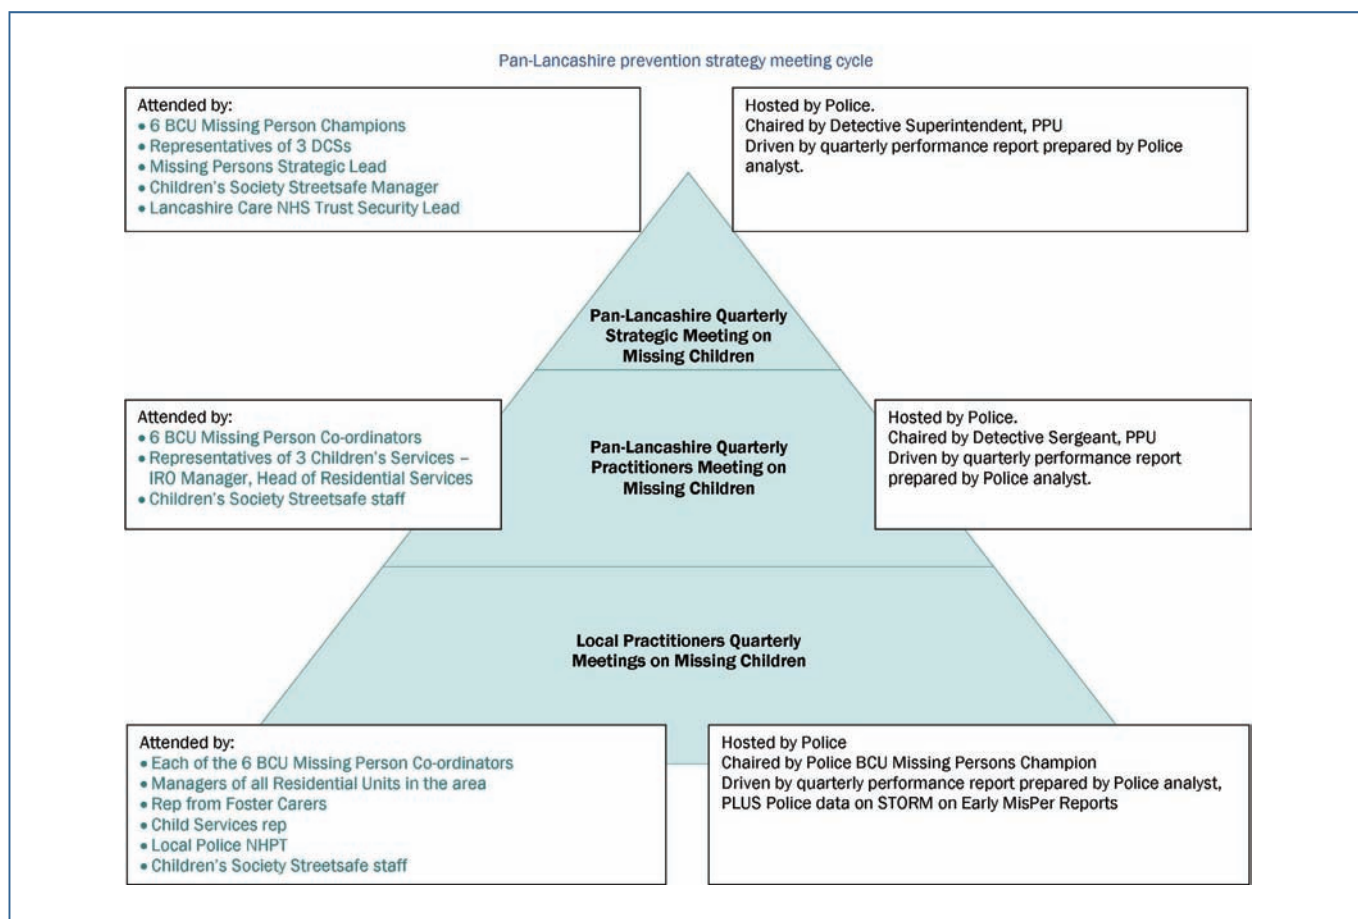 Pan-Lancashire prevention strategy meeting cycle
Attended by:
• 6 BCU Missing Person Champions
• Representatives of 3 DCSs
• Missing Persons Strategic Lead
• Children's Society Streetsafe Manager
• Lancashire Care NHS Trust Security Lead
Hosted by Police.
Chaired by Detective Superintendent, PPU
Driven by quarterly performance report prepared by Police
analyst.
Pan-Lancashire Quarterly
Strategic Meeting on
Missing Children
Attended by:
• 6 BCU Missing Person Co-ordinators
• Representatives of 3 Children's Services –
IRO Manager, Head of Residential Services
• Children's Society Streetsafe staff
Pan-Lancashire Quarterly
Practitioners Meeting on
Missing Children
Hosted by Police.
Chaired by Detective Sergeant, PPU
Driven by quarterly performance report
prepared by Police analyst.
Local Practitioners Quarterly
Meetings on Missing Children
Attended by:
• Each of the 6 BCU Missing Person Co-ordinators
• Managers of all Residential Units in the area
• Rep from Foster Carers
• Child Services rep
• Local Police NHPT
• Children's Society Streetsafe staff
Hosted by Police
Chaired by Police BCU Missing Persons Champion
Driven by quarterly performance report prepared by Police analyst,
PLUS Police data on STORM on Early MisPer Reports